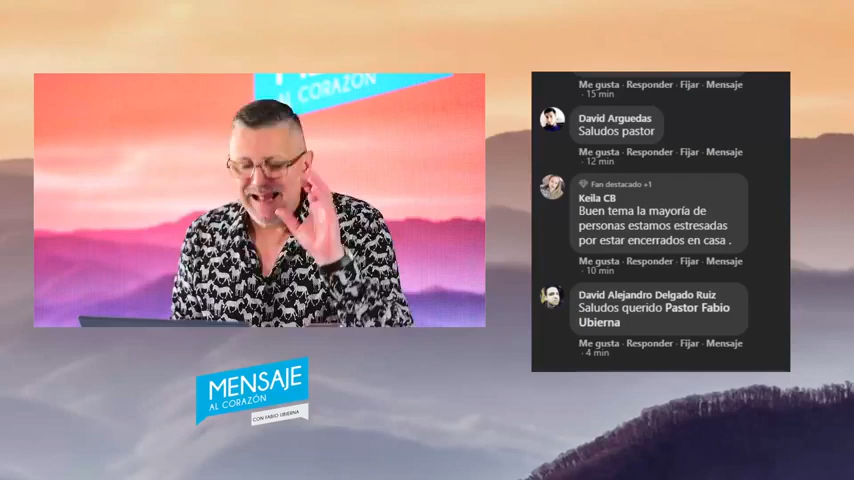 AL CORAZÓN
MENSAJE
AL CORAZÓN
CON FABIO UBIERNA
Me gusta · Responder · Fijar · Mensaje
· 15 min
David Arguedas
Saludos pastor
Me gusta · Responder · Fijar · Mensaje
· 12 min
Fan destacado +1
Keila CB
Buen tema la mayoría de
personas estamos estresadas
por estar encerrados en casa .
Me gusta · Responder · Fijar · Mensaje
· 10 min
David Alejandro Delgado Ruiz
Saludos querido Pastor Fabio
Ubierna
Me gusta · Responder · Fijar · Mensaje
· 4 min